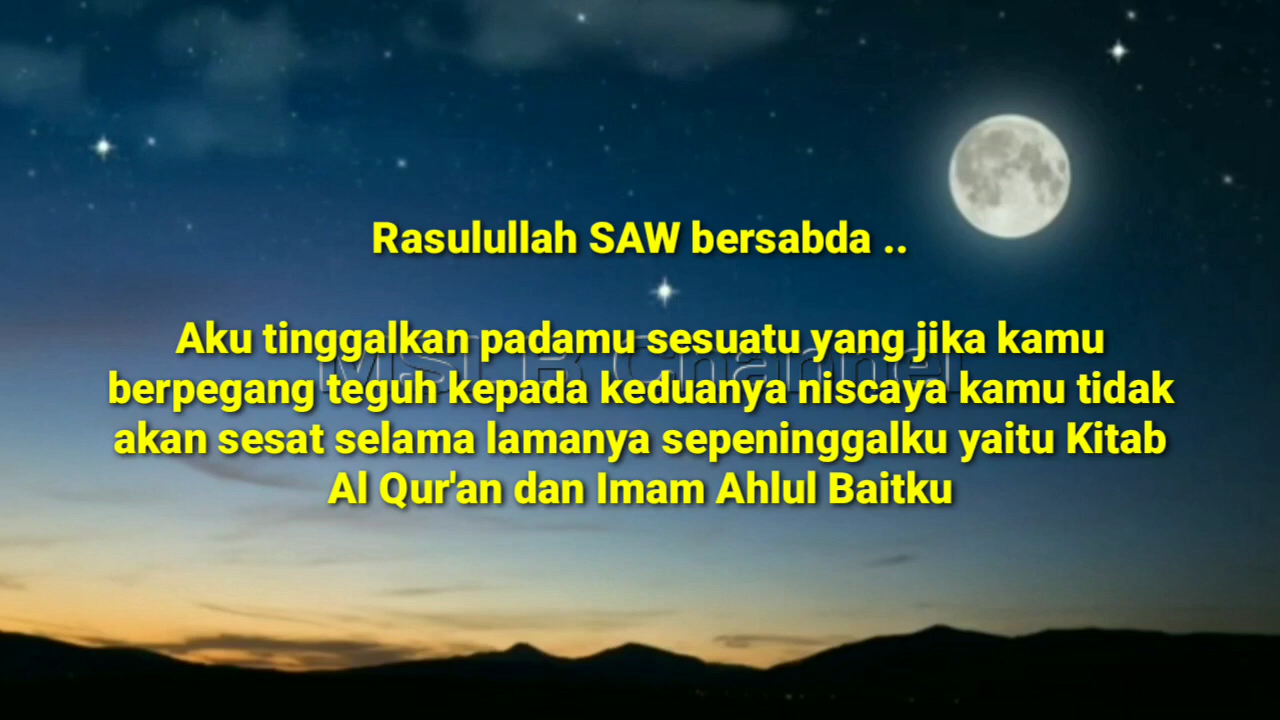 Rasulullah SAW bersabda ..
Aku tinggalkan padamu sesuatu yang jika kamu
berpegang teguh kepada keduanya niscaya kamu tidak
akan sesat selama lamanya sepeninggalku yaitu Kitab
Al Qur'an dan Imam Ahlul Baitku
Channel